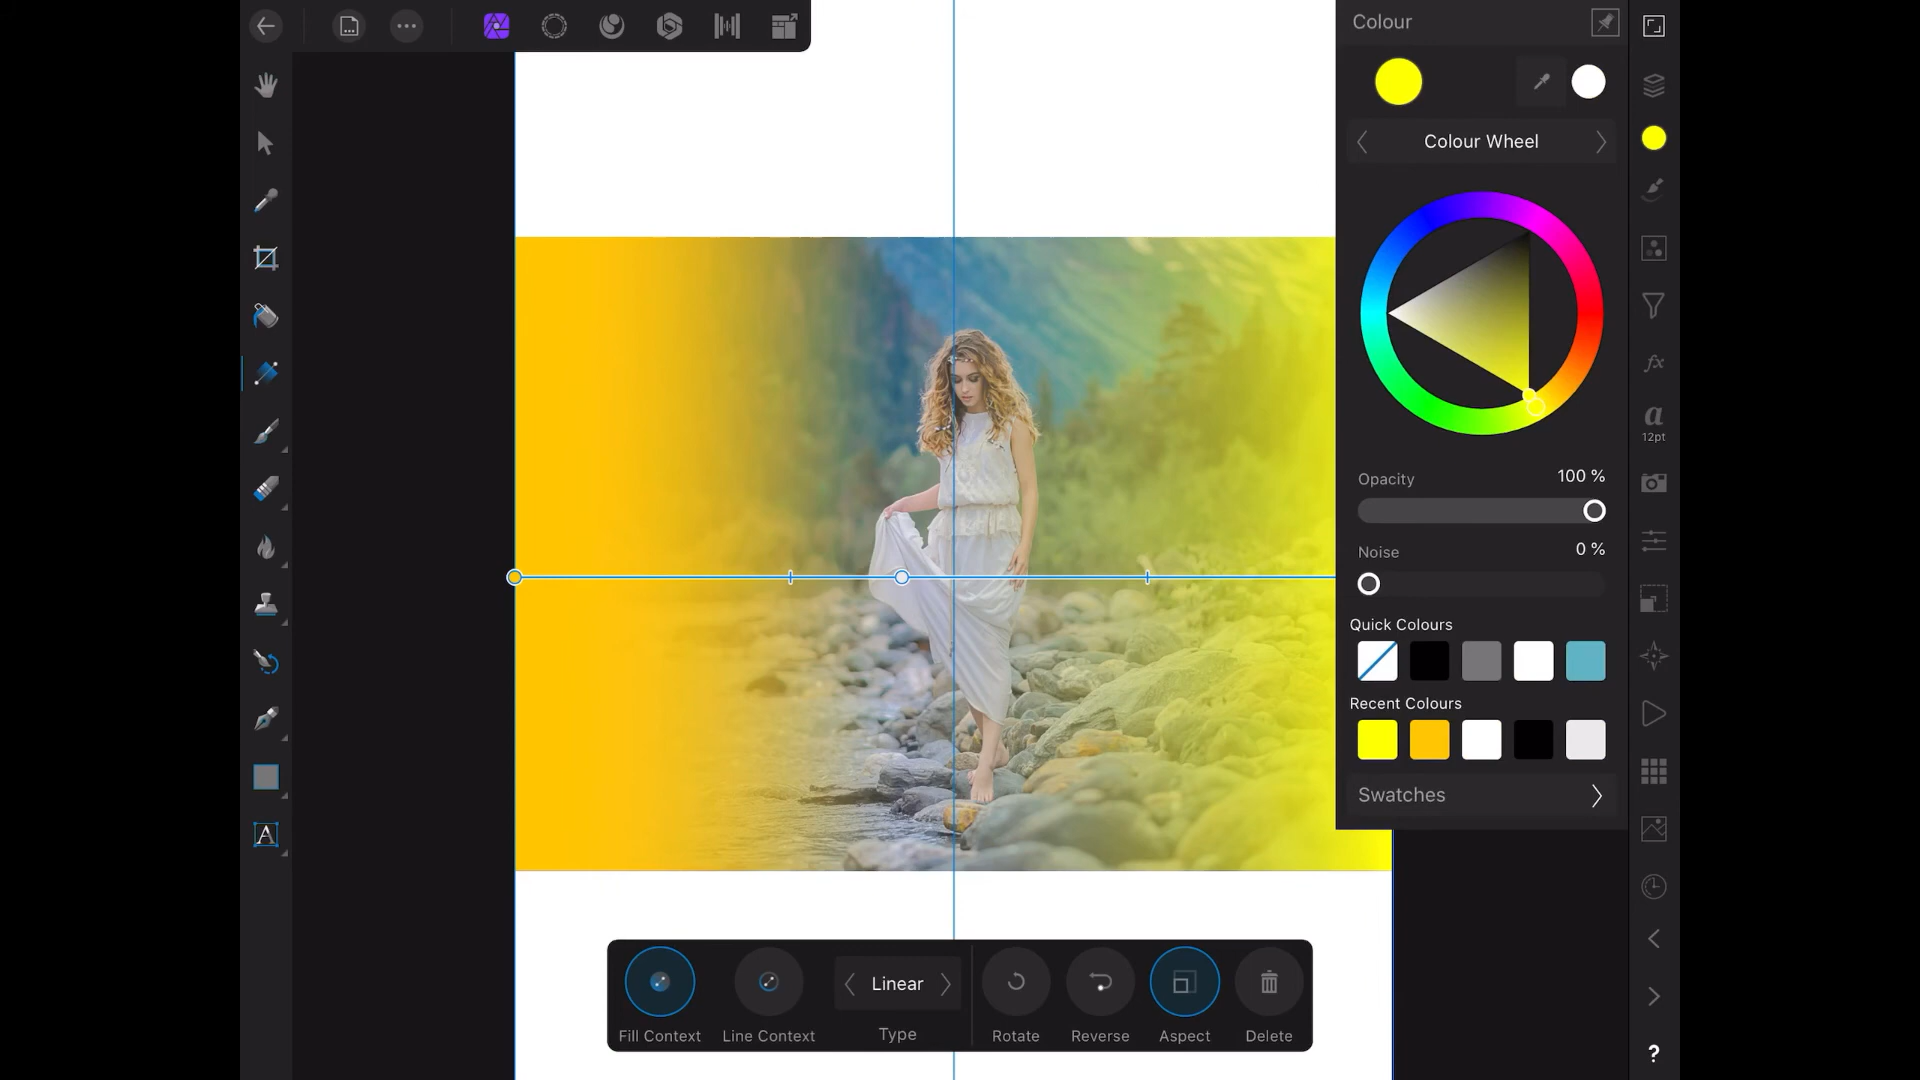 Colour
Colour Wheel
Opacity 100 %
Noise 0 %
Quick Colours
Recent Colours
Swatches
a
12pt
A
?
Fill Context
Line Context
Linear
Type
Rotate
Reverse
Aspect
Delete
fx